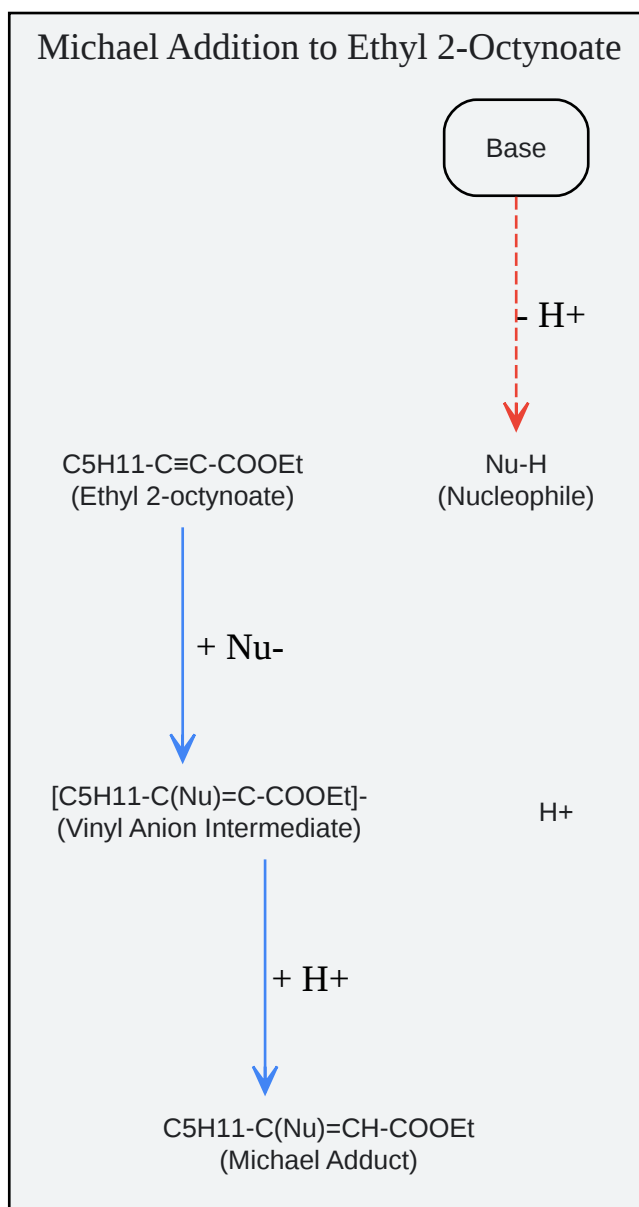 Michael Addition to Ethyl 2-Octynoate
Base
- H+
C5H11-C≡C-COOEt
(Ethyl 2-octynoate)
Nu-H
(Nucleophile)
+ Nu-
[C5H11-C(Nu)=C-COOEt]-
(Vinyl Anion Intermediate)
H+
+ H+
C5H11-C(Nu)=CH-COOEt
(Michael Adduct)